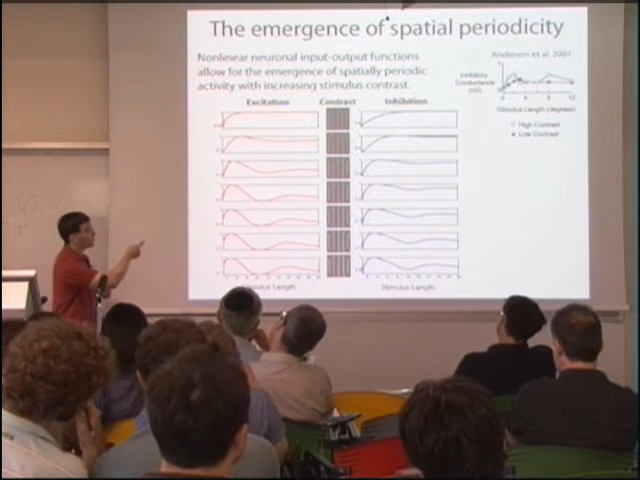 The emergence of spatial periodicity
Nonlinear neuronal input-output functions
allow for the emergence of spatially periodic
activity with increasing stimulus contrast.
Anderson et al. 2001
Inhibitory
Conductance
Stimulus Length (degrees)
High Contrast
Low Contrast
Excitation Contrast Inhibition
Stimulus Length